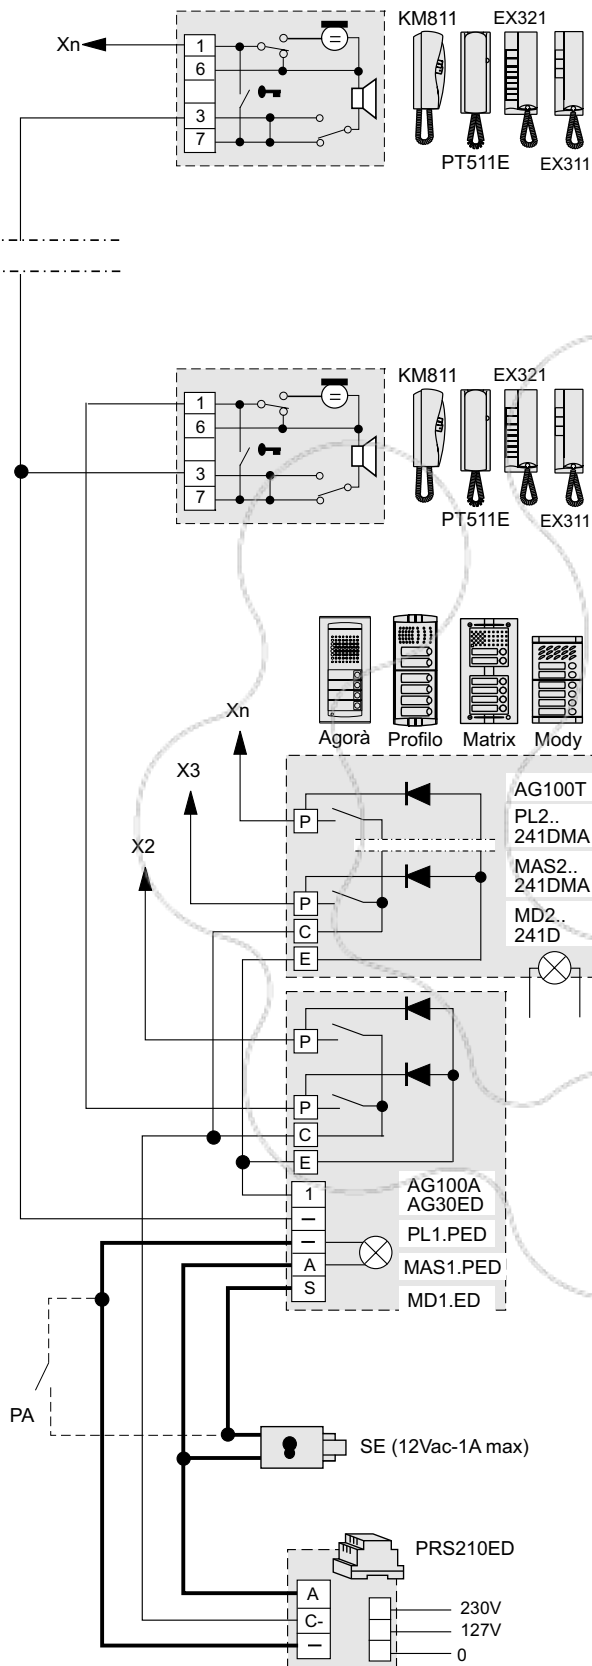 KM811 EX321
Xn
1
6
3
7
PT511E EX311
KM811 EX321
1
6
3
7
PT511E EX311
Xn
Agorà Profilo Matrix Mody
X3
AG100T
P
PL2..
241DMA
X2
MAS2..
241DMA
P
MD2..
241D
C
E
P
P
C
E
1
AG100A
AG30ED
–
–
PL1.PED
A
MAS1.PED
S
MD1.ED
PA
SE (12Vac-1A max)
PRS210ED
A
230V
C-
127V
–
0